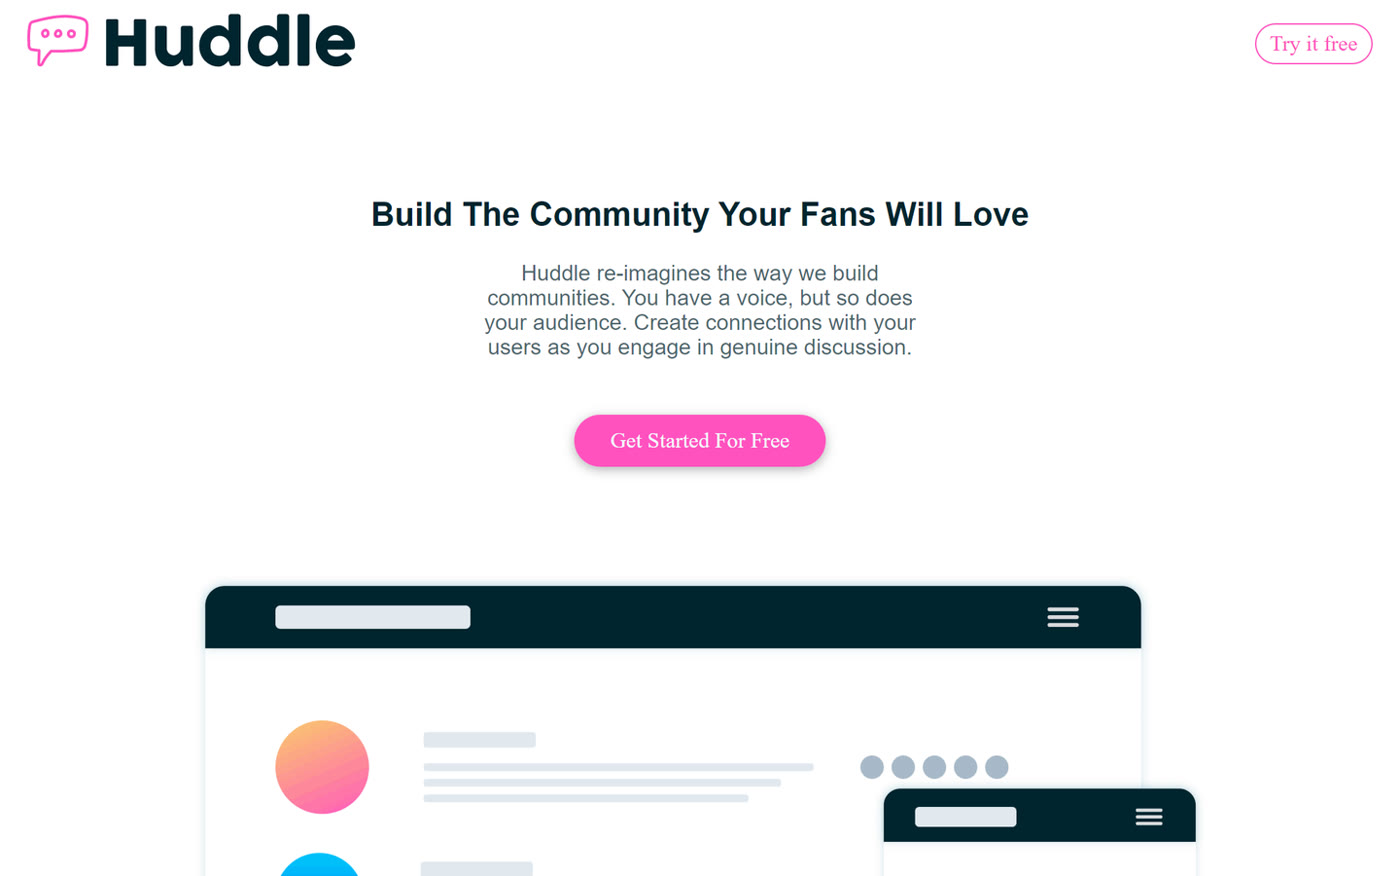 Huddle
Try it free
Build The Community Your Fans Will Love
Huddle re-imagines the way we build
communities. You have a voice, but so does
your audience. Create connections with your
users as you engage in genuine discussion.
Get Started For Free